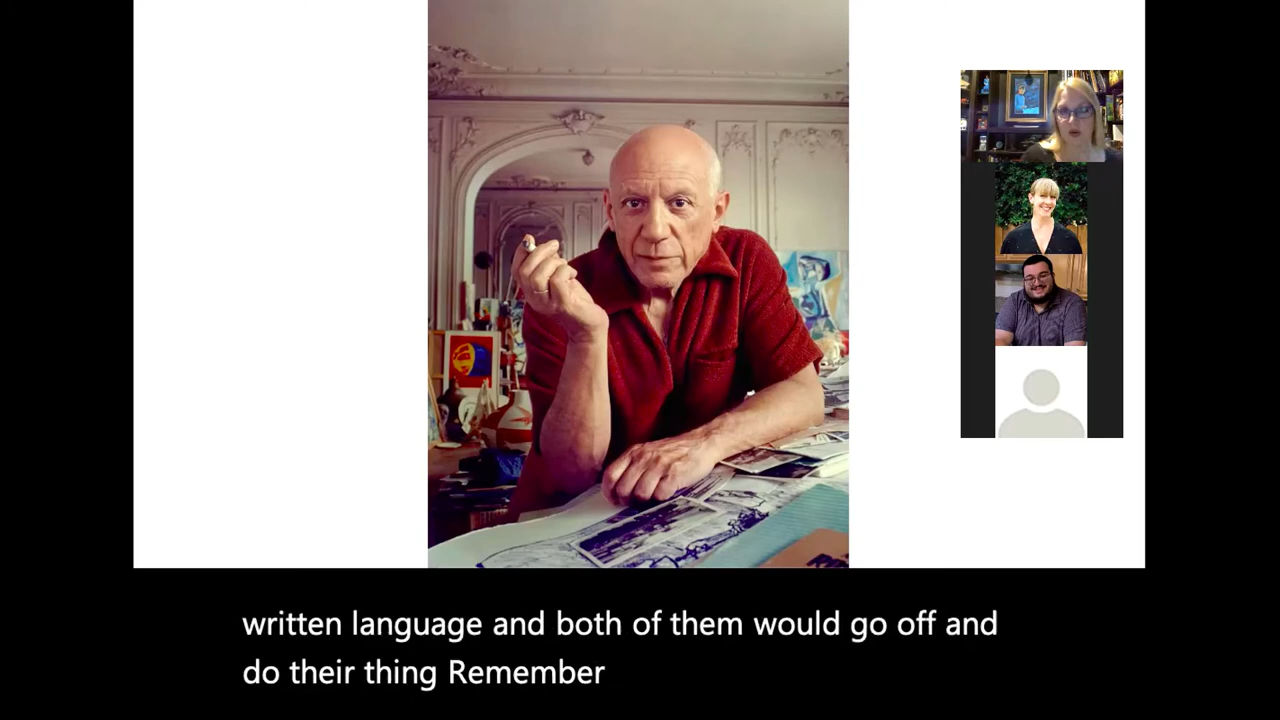 written language and both of them would go off and
do their thing Remember